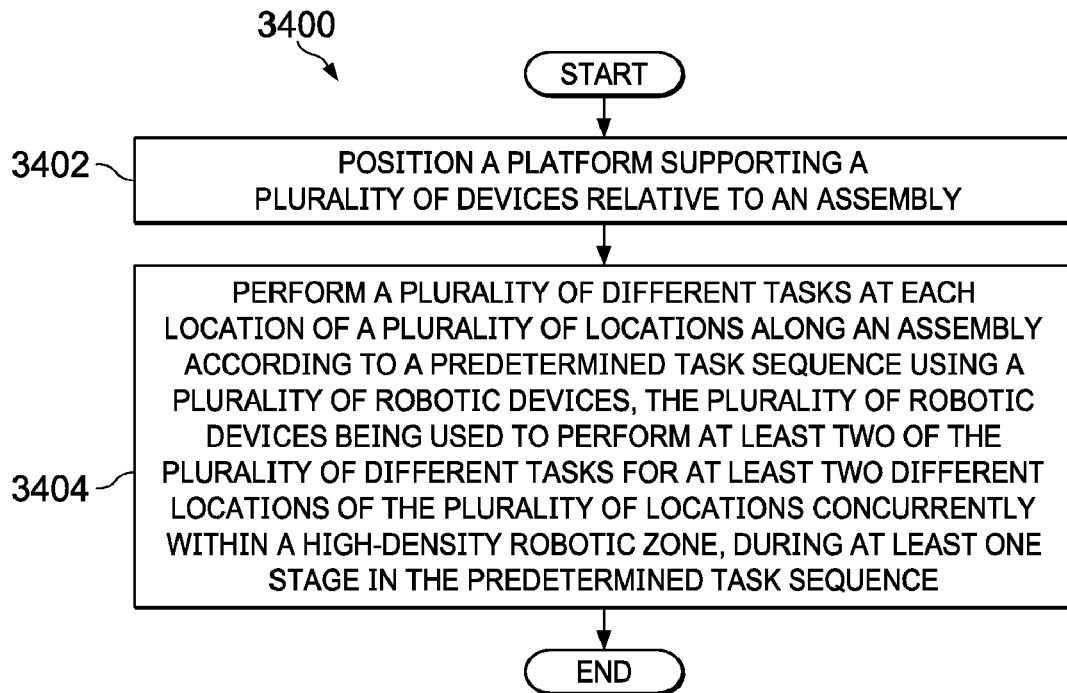 3400
START
3402
POSITION A PLATFORM SUPPORTING A
PLURALITY OF DEVICES RELATIVE TO AN ASSEMBLY.
PERFORM A PLURALITY OF DIFFERENT TASKS AT EACH
LOCATION OF A PLURALITY OF LOCATIONS ALONG AN ASSEMBLY
ACCORDING TO A PREDETERMINED TASK SEQUENCE USING A
PLURALITY OF ROBOTIC DEVICES, THE PLURALITY OF ROBOTIC
DEVICES BEING USED TO PERFORM AT LEAST TWO OF THE
PLURALITY OF DIFFERENT TASKS FOR AT LEAST TWO DIFFERENT
3404
LOCATIONS OF THE PLURALITY OF LOCATIONS CONCURRENTLY
WITHIN A HIGH-DENSITY ROBOTIC ZONE, DURING AT LEAST ONE
STAGE IN THE PREDETERMINED TASK SEQUENCE
END